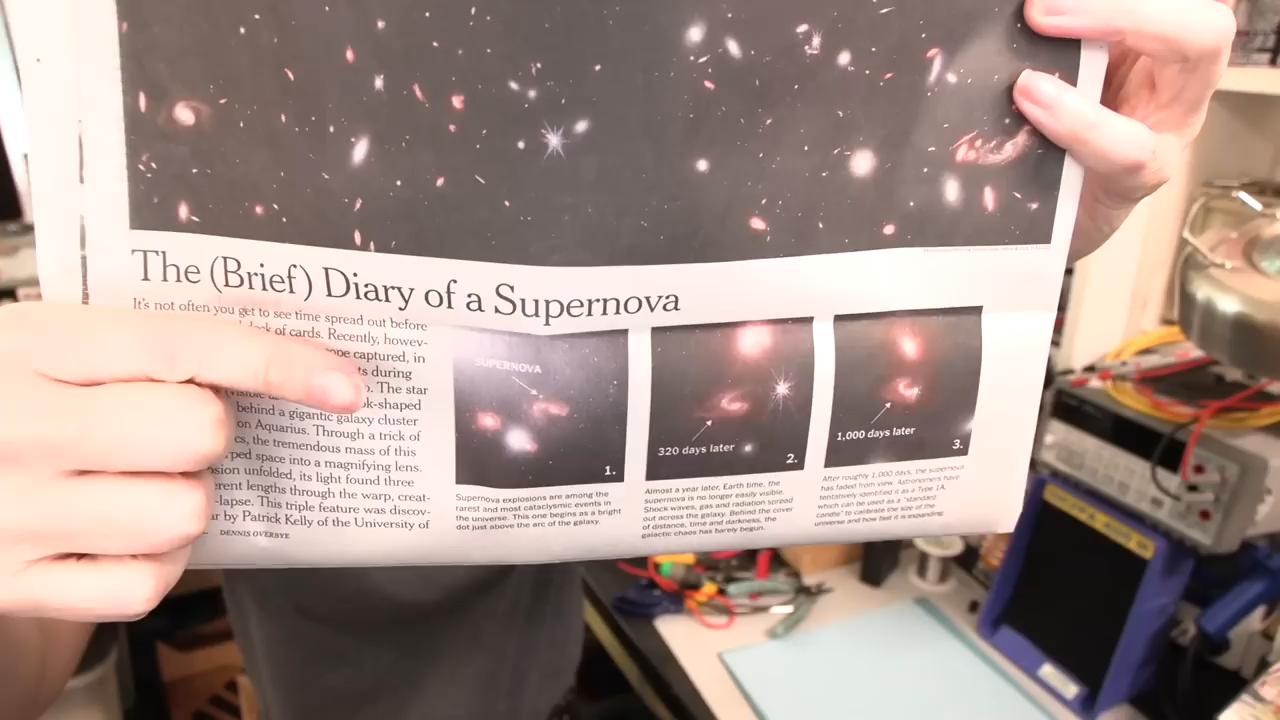 The (Brief) Diary of a Supernova
It's not often you get to see time spread out before
of cards. Recently, howev-
captured, in
during
The star
-shaped
behind a gigantic galaxy cluster
on Aquarius. Through a trick of
cs, the tremendous mass of this
ped space into a magnifying lens.
sion unfolded, its light found three
erent lengths through the warp, creat-
-lapse. This triple feature was discov-
by Patrick Kelly of the University of
DENNIS OVERBYE
SUPERNOVA
1.
Supernova explosions are among the
rarest and most cataclysmic events in
the universe. This one begins as a bright
dot just above the arc of the galaxy.
320 days later
2.
Almost a year later, Earth time, the
supernova is no longer easily visible.
Shock waves, gas and radiation spread
out across the galaxy. Behind the cover
of distance, time and darkness, the
galactic chaos has barely begun.
1,000 days later
3.
After roughly 1,000 days, the supernova
has faded from view. Astronomers have
tentatively identified it as a Type 1A,
which can be used as a "standard
candle" to calibrate the size of the
universe and how fast it is expanding.